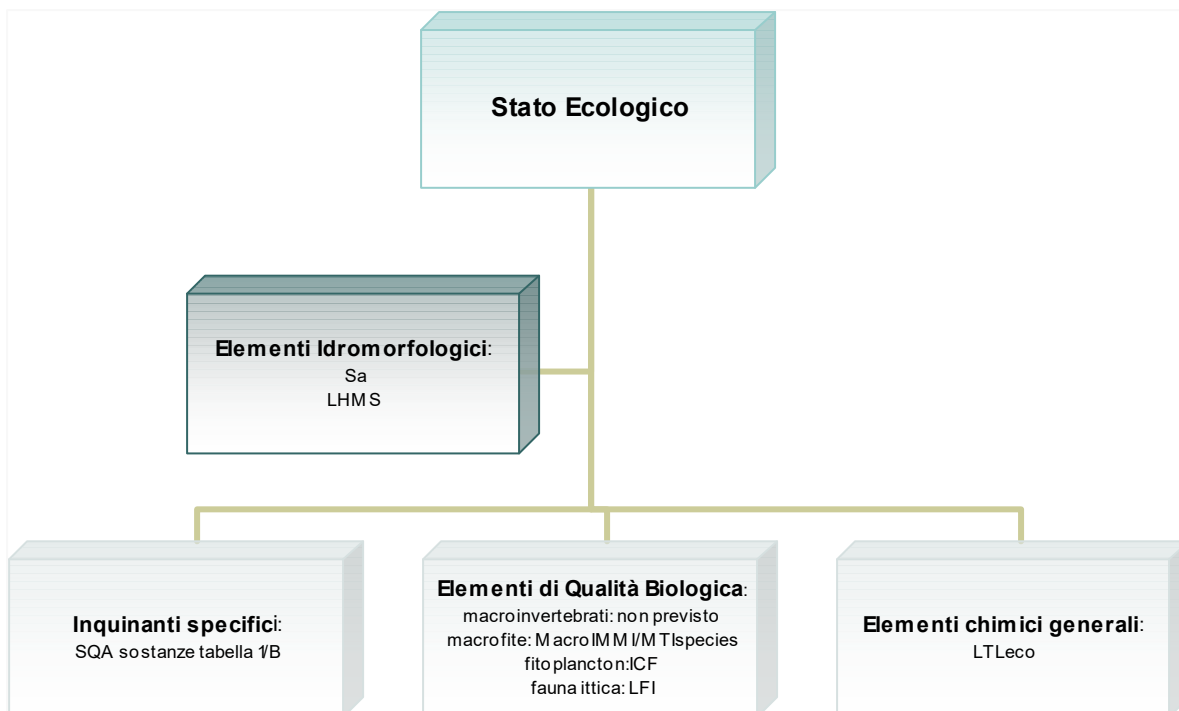 Stato Ecologico
Elementi Idromorfologici:
Sa
LHMS
Inquinanti specifici:
SQA sostanze tabella 1/B
Elementi di Qualità Biologica:
macroinvertebrati: non previsto
macrofite: MacroIMMI/MTIspecies
fitoplancton:ICF
fauna ittica: LFI
Elementi chimici generali:
LTLeco